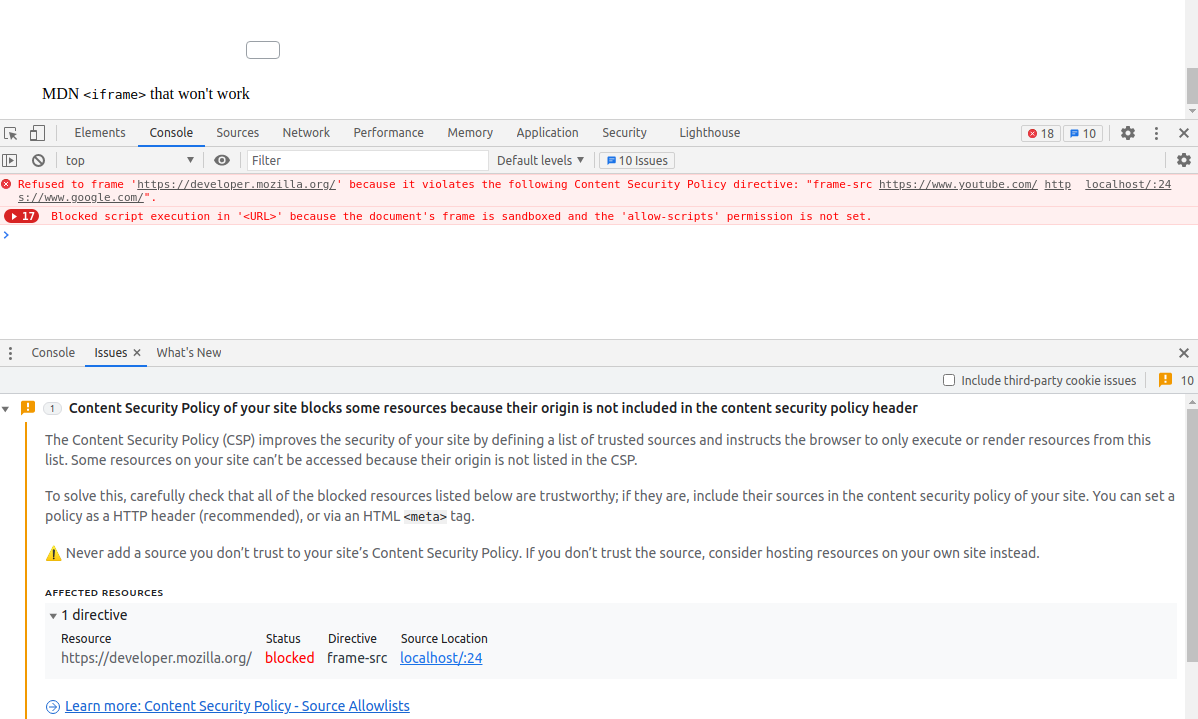 MDN <iframe> that won't work
Elements Console Sources Network Performance Memory Application Security Lighthouse 18 10
top Filter Default levels 10 Issues
Refused to frame 'https://developer.mozilla.org/' because it violates the following Content Security Policy directive: "frame-src https://www.youtube.com/ http localhost/:24
s://www.google.com/".
17 Blocked script execution in '<URL>' because the document's frame is sandboxed and the 'allow-scripts' permission is not set.
Console Issues What's New
Include third-party cookie issues 10
1 Content Security Policy of your site blocks some resources because their origin is not included in the content security policy header
The Content Security Policy (CSP) improves the security of your site by defining a list of trusted sources and instructs the browser to only execute or render resources from this
list. Some resources on your site can’t be accessed because their origin is not listed in the CSP.
To solve this, carefully check that all of the blocked resources listed below are trustworthy; if they are, include their sources in the content security policy of your site. You can set a
policy as a HTTP header (recommended), or via an HTML <meta> tag.
Never add a source you don’t trust to your site’s Content Security Policy. If you don’t trust the source, consider hosting resources on your own site instead.
AFFECTED RESOURCES
1 directive
Resource Status Directive Source Location
https://developer.mozilla.org/ blocked frame-src localhost/:24
Learn more: Content Security Policy - Source Allowlists